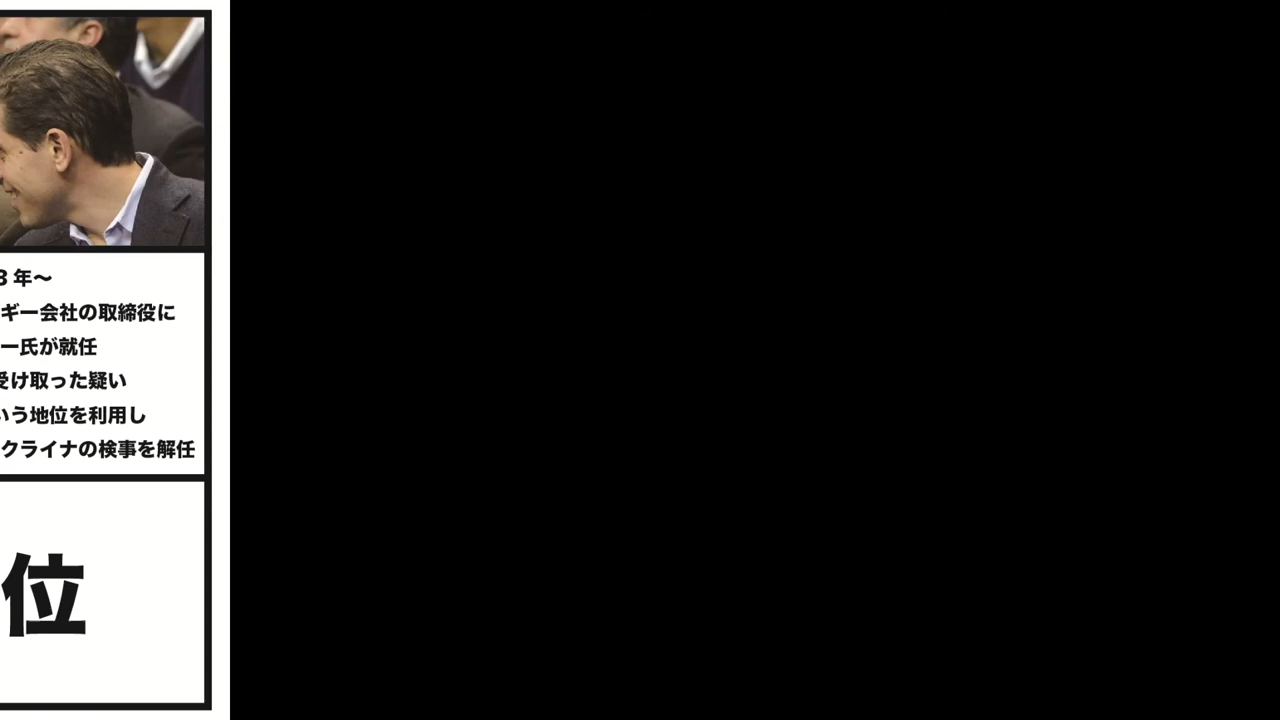 3 年〜
ギー会社の取締役に
ー氏が就任
受け取った疑い
いう地位を利用し
クライナの検事を解任
位